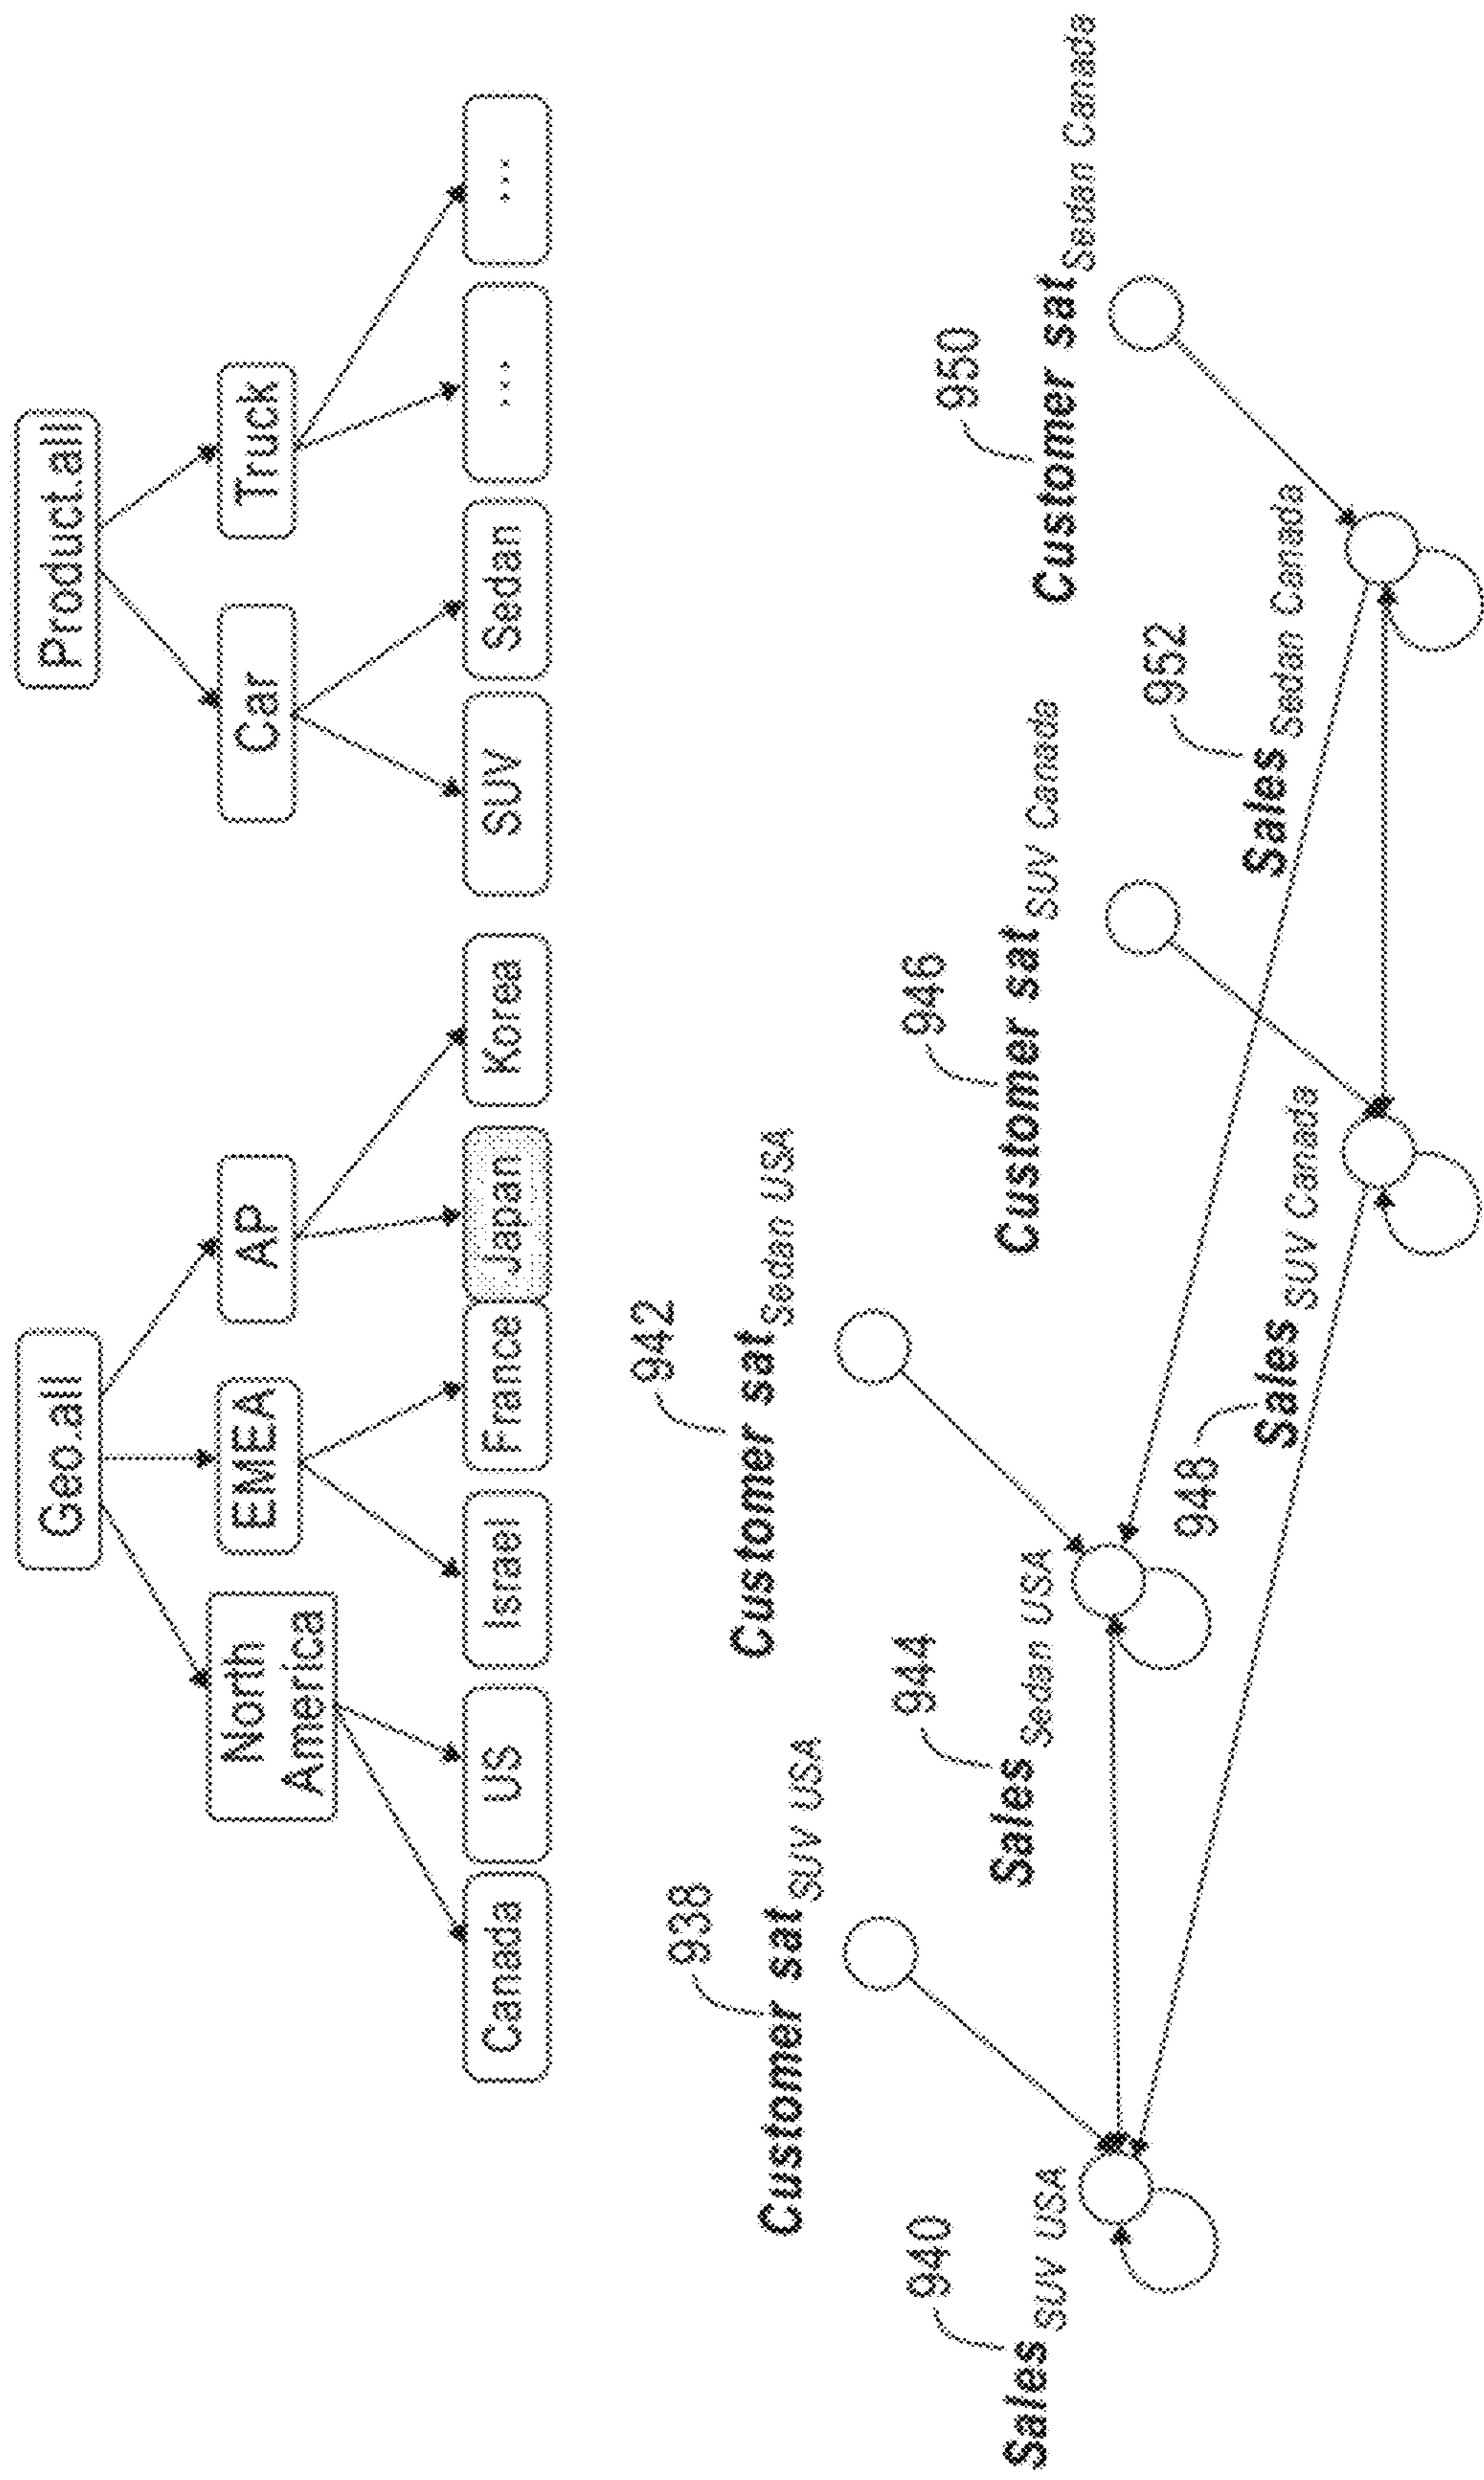 Geo.all
Product.all
North
America
EMEA
AP
Car
Truck
Canada
US
Israel
France
Japan
Korea
SUV
Sedan
...
...
938
Customer sat SUV USA
942
Customer sat Sedan USA
940
Sales SUV USA
944
Sales Sedan USA
946
Customer sat SUV Canada
950
Customer sat Sedan Canada
948
Sales SUV Canada
952
Sales Sedan Canada